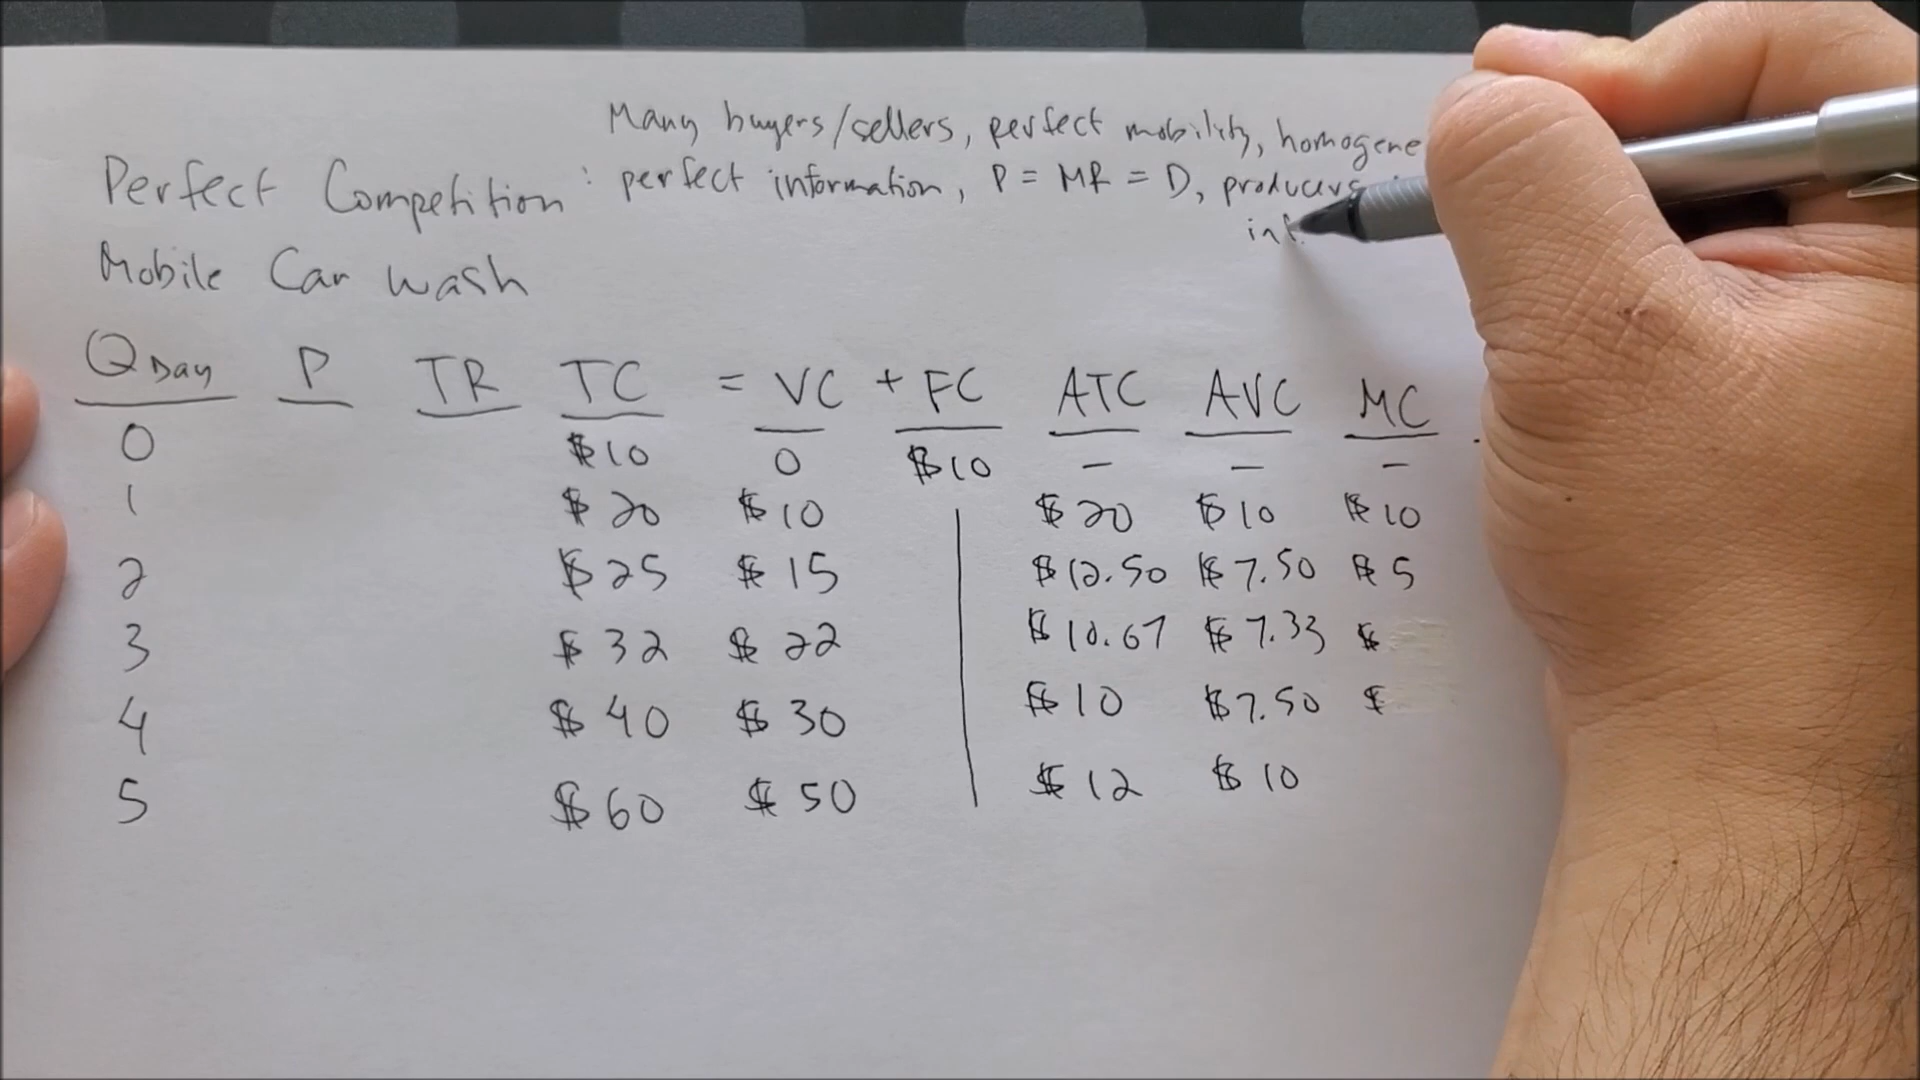 Many buyers/sellers, perfect mobility, homogene
Perfect Competition : perfect information, P = MR = D, producers
Mobile Car Wash
Q Day P TR TC = VC + FC ATC AVC MC
0 $10 0 $10 – – –
1 $20 $10 $20 $10 $10
2 $25 $15 $12.50 $7.50 $5
3 $32 $22 $10.67 $7.33 $
4 $40 $30 $10 $7.50 $
5 $60 $50 $12 $10